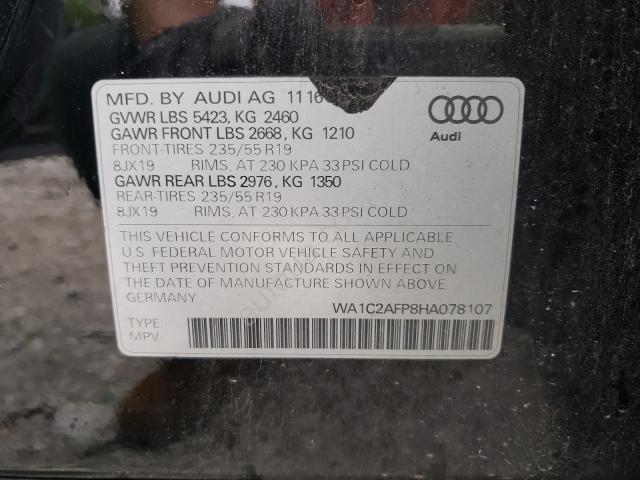 MFD. BY AUDI AG 11 16
GVWR LBS 5423, KG 2460
GAWR FRONT LBS 2668, KG 1210
FRONT-TIRES 235/55 R19
8JX19 RIMS, AT 230 KPA 33 PSI COLD
GAWR REAR LBS 2976, KG 1350
REAR-TIRES 235/55 R19
8JX19 RIMS, AT 230 KPA 33 PSI COLD
Audi
THIS VEHICLE CONFORMS TO ALL APPLICABLE
U.S. FEDERAL MOTOR VEHICLE SAFETY AND
THEFT PREVENTION STANDARDS IN EFFECT ON
THE DATE OF MANUFACTURE SHOWN ABOVE
GERMANY
WA1C2AFP8HA078107
TYPE:
MPV